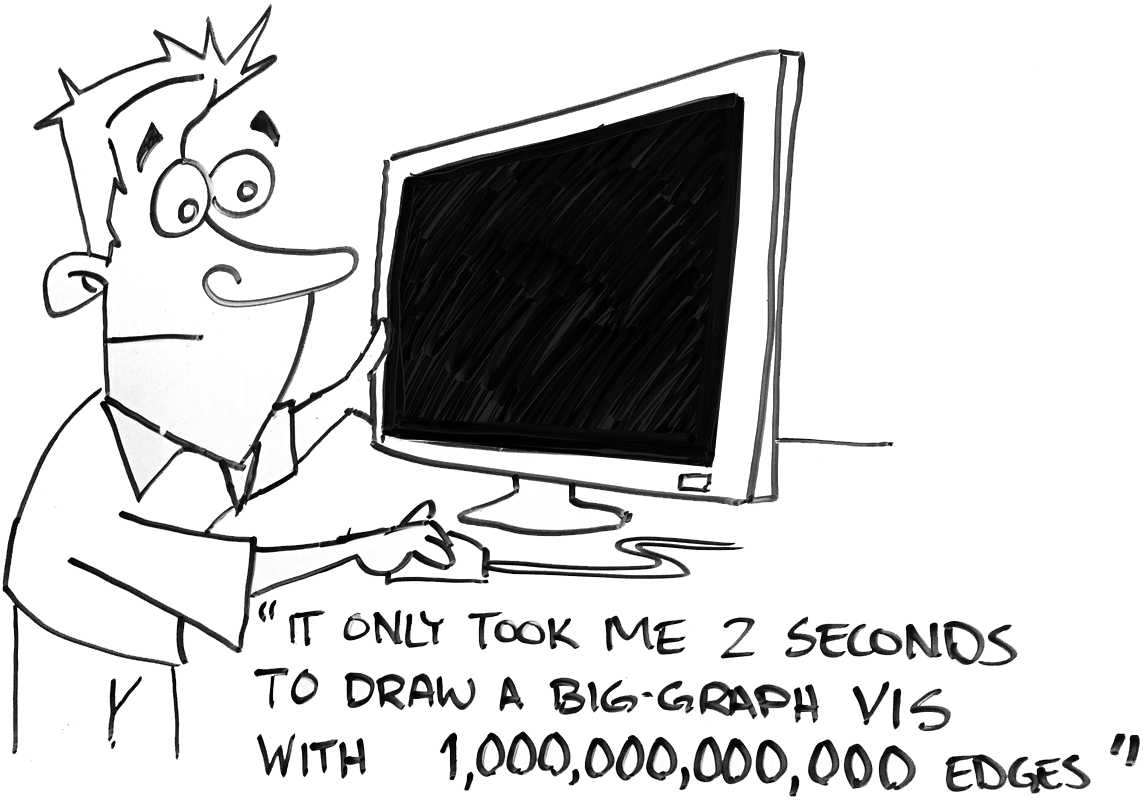 "IT ONLY TOOK ME 2 SECONDS
TO DRAW A BIG-GRAPH VIS
WITH 1,000,000,000,000 EDGES"